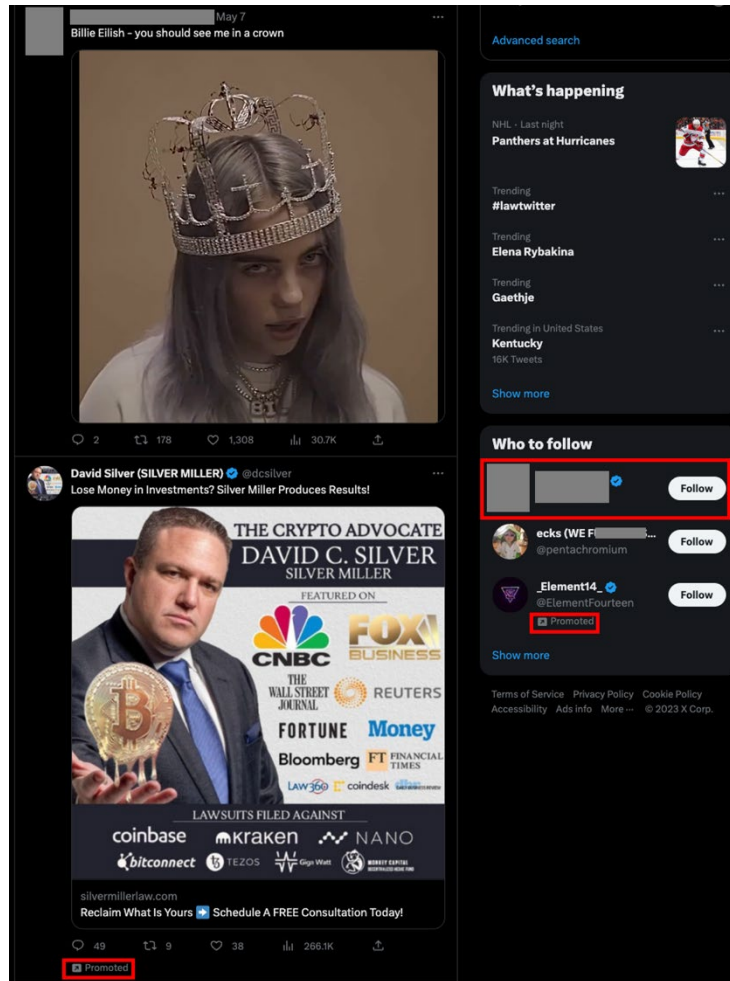 May 7
Billie Eilish - you should see me in a crown
2 178 1,308 30.7K
David Silver (SILVER MILLER) @dcsilver
Lose Money in Investments? Silver Miller Produces Results!
THE CRYPTO ADVOCATE
DAVID C. SILVER
SILVER MILLER
FEATURED ON
CNBC
FOX
BUSINESS
THE
WALL STREET
JOURNAL
REUTERS
FORTUNE Money
Bloomberg FT FINANCIAL
TIMES
LAW360 coindesk
LAWSUITS FILED AGAINST
coinbase kraken NANO
bitconnect TEZOS Giga Watt MONKEY CAPITAL
silvermillerlaw.com
Reclaim What Is Yours ➡️ Schedule A FREE Consultation Today!
49 9 38 266.1K
Promoted
Advanced search
What's happening
NHL · Last night
Panthers at Hurricanes
Trending
#lawtwitter
Trending
Elena Rybakina
Trending
Gaethje
Trending in United States
Kentucky
16K Tweets
Show more
Who to follow
Follow
ecks (WE F
@pentachromium
Follow
_Element14_
@ElementFourteen
Promoted
Follow
Show more
Terms of Service Privacy Policy Cookie Policy
Accessibility Ads info More ··· © 2023 X Corp.